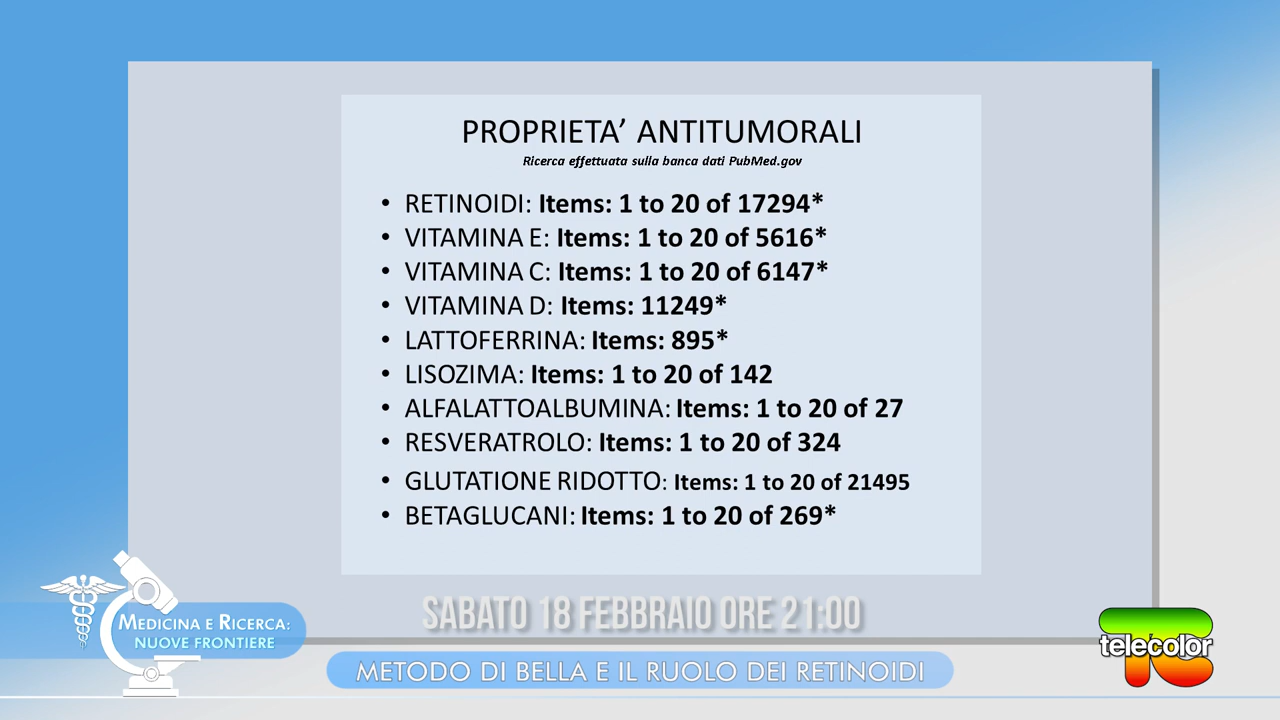 PROPRIETA’ ANTITUMORALI
Ricerca effettuata sulla banca dati PubMed.gov
• RETINOIDI: Items: 1 to 20 of 17294*
• VITAMINA E: Items: 1 to 20 of 5616*
• VITAMINA C: Items: 1 to 20 of 6147*
• VITAMINA D: Items: 11249*
• LATTOFERRINA: Items: 895*
• LISOZIMA: Items: 1 to 20 of 142
• ALFALATTOALBUMINA: Items: 1 to 20 of 27
• RESVERATROLO: Items: 1 to 20 of 324
• GLUTATIONE RIDOTTO: Items: 1 to 20 of 21495
• BETAGLUCANI: Items: 1 to 20 of 269*
SABATO 18 FEBBRAIO ORE 21:00
MEDICINA E RICERCA:
NUOVE FRONTIERE
METODO DI BELLA E IL RUOLO DEI RETINOIDI
telecolor